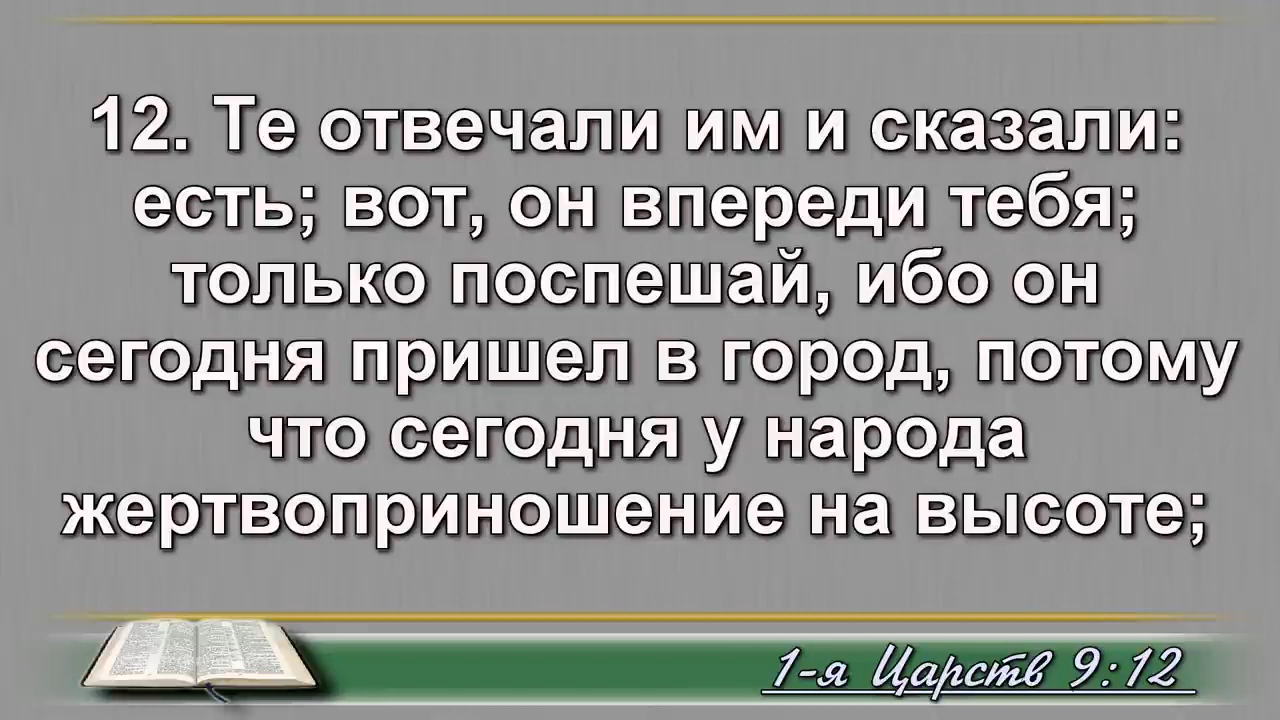 12. Те отвечали им и сказали:
есть; вот, он впереди тебя;
только поспешай, ибо он
сегодня пришел в город, потому
что сегодня у народа
жертвоприношение на высоте;
1-я Царств 9:12